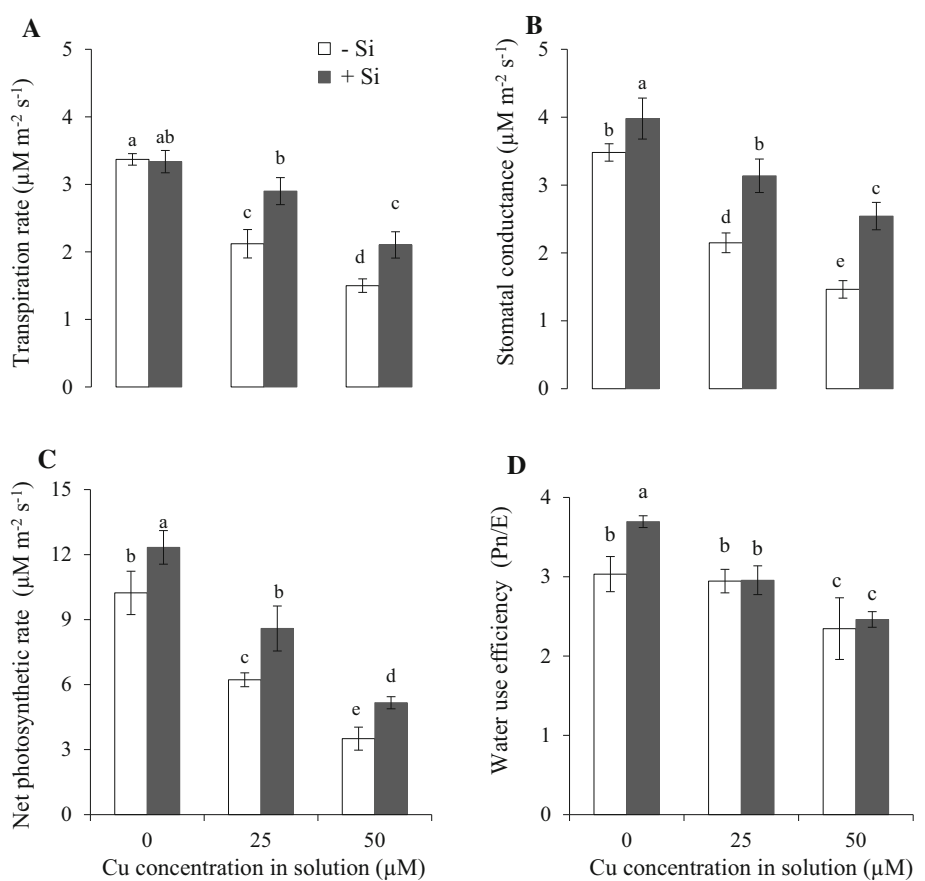 A
Transpiration rate (µM m⁻² s⁻¹)
5
4
3
2
1
0
- Si
+ Si
a
ab
c
b
d
c
B
Stomatal conductance (µM m⁻² s⁻¹)
5
4
3
2
1
0
b
a
d
b
e
c
C
Net photosynthetic rate (µM m⁻² s⁻¹)
15
12
9
6
3
0
b
a
c
b
e
d
0
25
50
Cu concentration in solution (µM)
D
Water use efficiency (Pn/E)
4
3
2
1
0
b
a
b
b
c
c
0
25
50
Cu concentration in solution (µM)